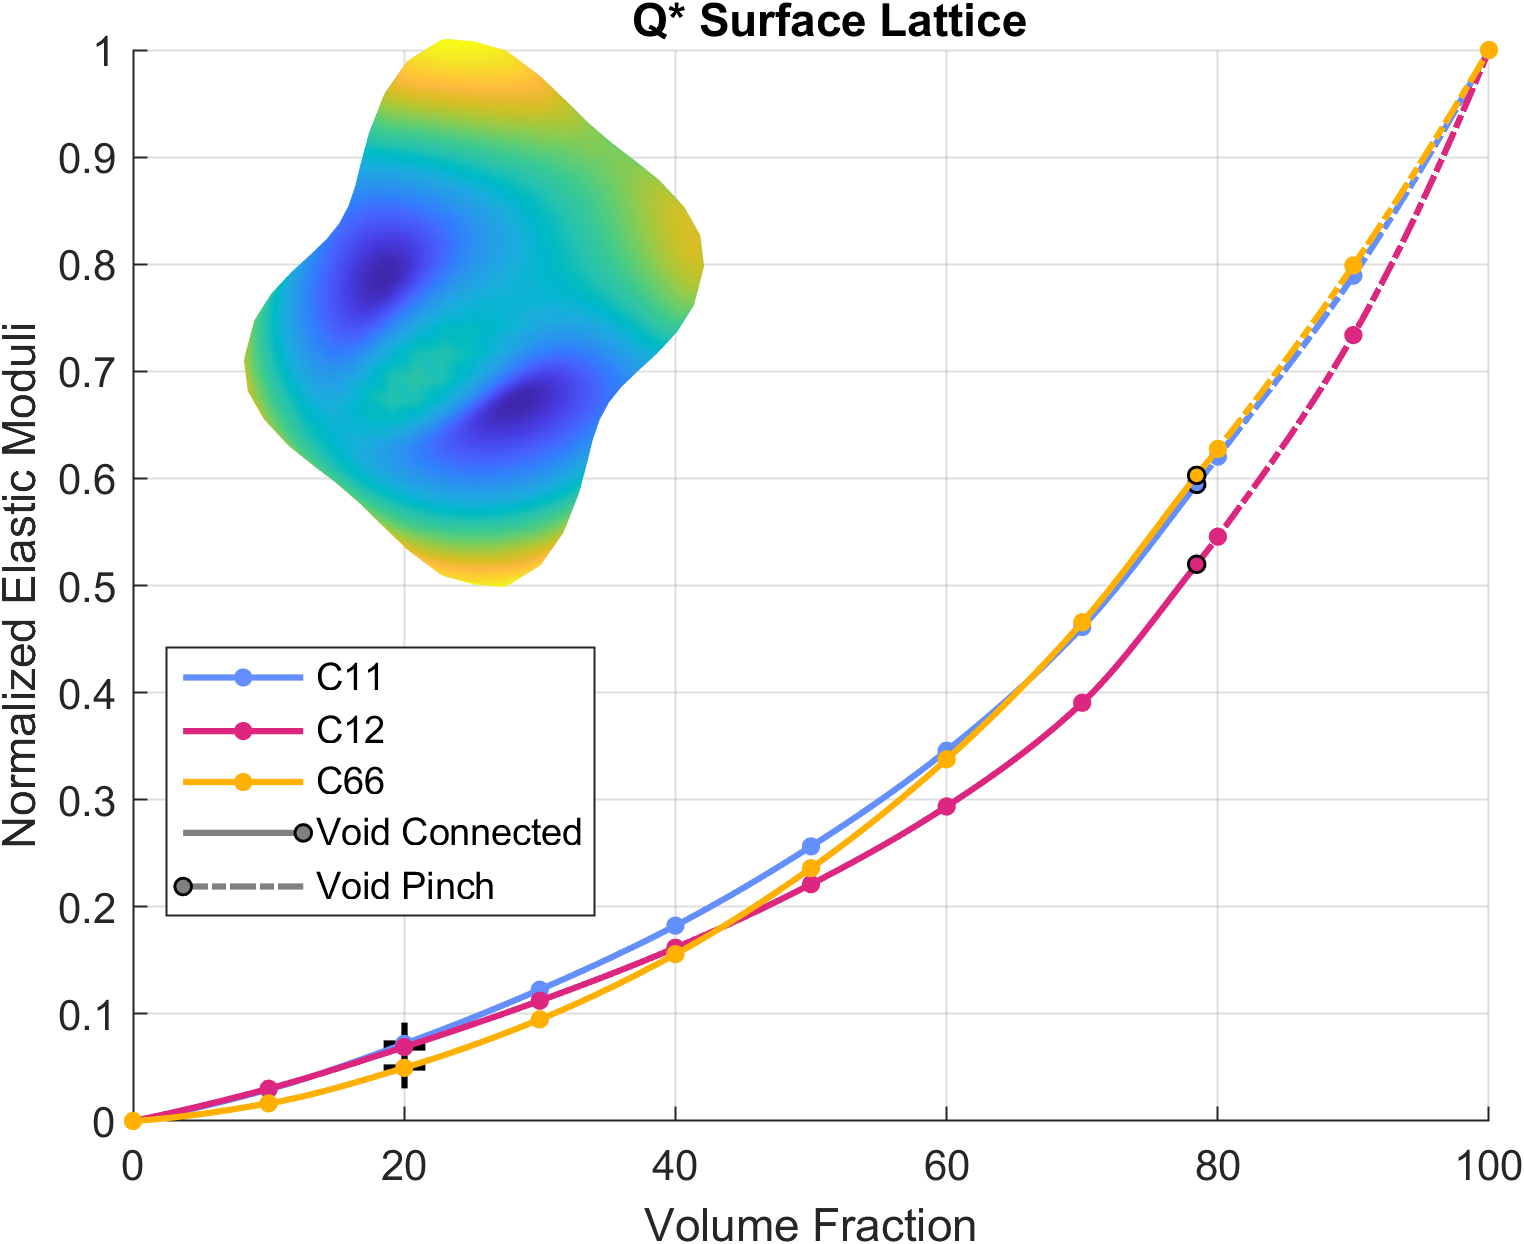 Q* Surface Lattice
Normalized Elastic Moduli
1
0.9
0.8
0.7
0.6
0.5
0.4
0.3
0.2
0.1
0
C11
C12
C66
Void Connected
Void Pinch
0 20 40 60 80 100
Volume Fraction